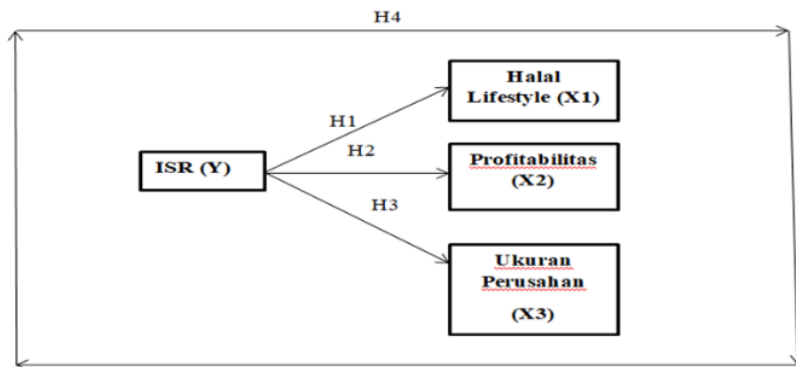 H4
Halal
Lifestyle (X1)
H1
H2
ISR (Y)
Profitabilitas
(X2)
H3
Ukuran
Perusahan
(X3)